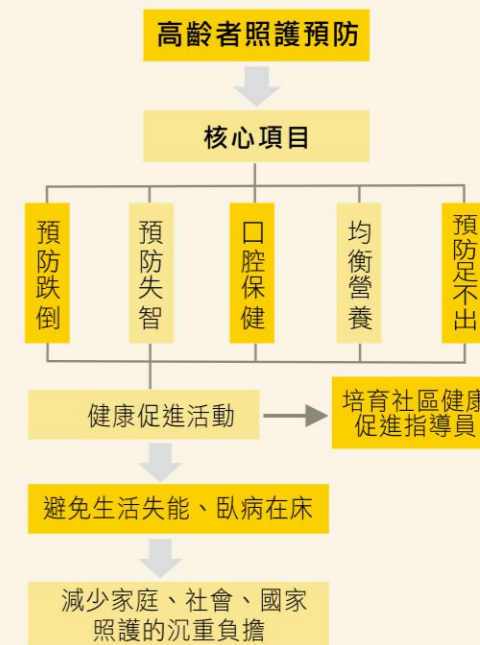 高齡者照護預防
核心項目
預防跌倒
預防失智
口腔保健
均衡營養
預防足不出
健康促進活動
培育社區健康
促進指導員
避免生活失能、臥病在床
減少家庭、社會、國家
照護的沉重負擔